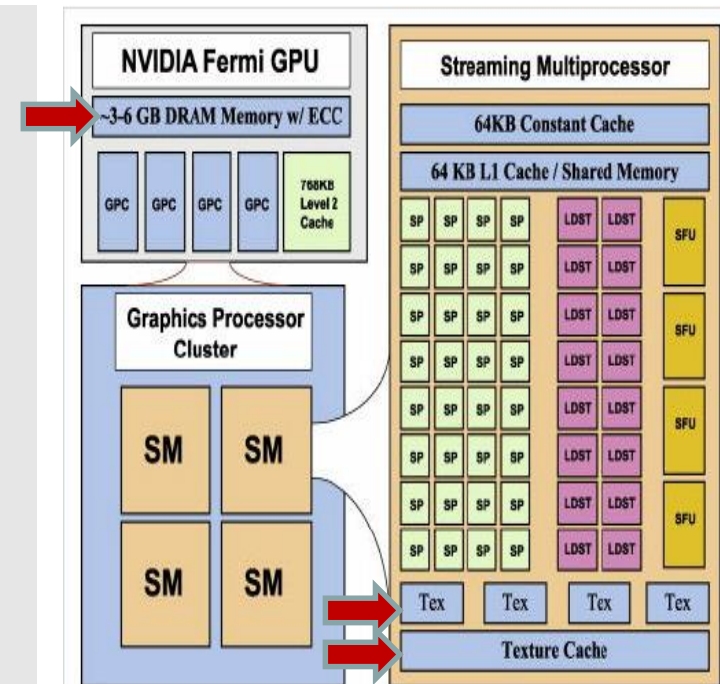 NVIDIA Fermi GPU
~3-6 GB DRAM Memory w/ ECC
GPC GPC GPC GPC
768KB
Level 2
Cache
Graphics Processor
Cluster
SM SM
SM SM
Streaming Multiprocessor
64KB Constant Cache
64 KB L1 Cache / Shared Memory
SP SP SP SP LDST LDST SFU
SP SP SP SP LDST LDST
SP SP SP SP LDST LDST SFU
SP SP SP SP LDST LDST
SP SP SP SP LDST LDST SFU
SP SP SP SP LDST LDST
SP SP SP SP LDST LDST SFU
SP SP SP SP LDST LDST
Tex Tex Tex Tex
Texture Cache